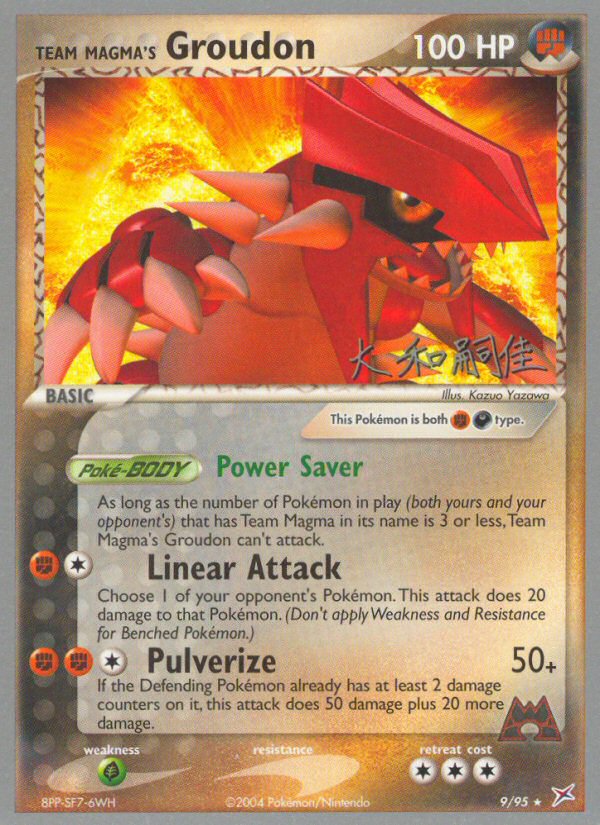 TEAM MAGMA'S Groudon 100 HP
大和嗣佳
BASIC
Illus. Kazuo Yazawa
This Pokémon is both type.
Poké-BODY Power Saver
As long as the number of Pokémon in play (both yours and your
opponent's) that has Team Magma in its name is 3 or less, Team
Magma's Groudon can't attack.
Linear Attack
Choose 1 of your opponent's Pokémon. This attack does 20
damage to that Pokémon. (Don't apply Weakness and Resistance
for Benched Pokémon.)
Pulverize 50+
If the Defending Pokémon already has at least 2 damage
counters on it, this attack does 50 damage plus 20 more
damage.
weakness resistance retreat cost
8PP-SF7-6WH ©2004 Pokémon/Nintendo 9/95 ★